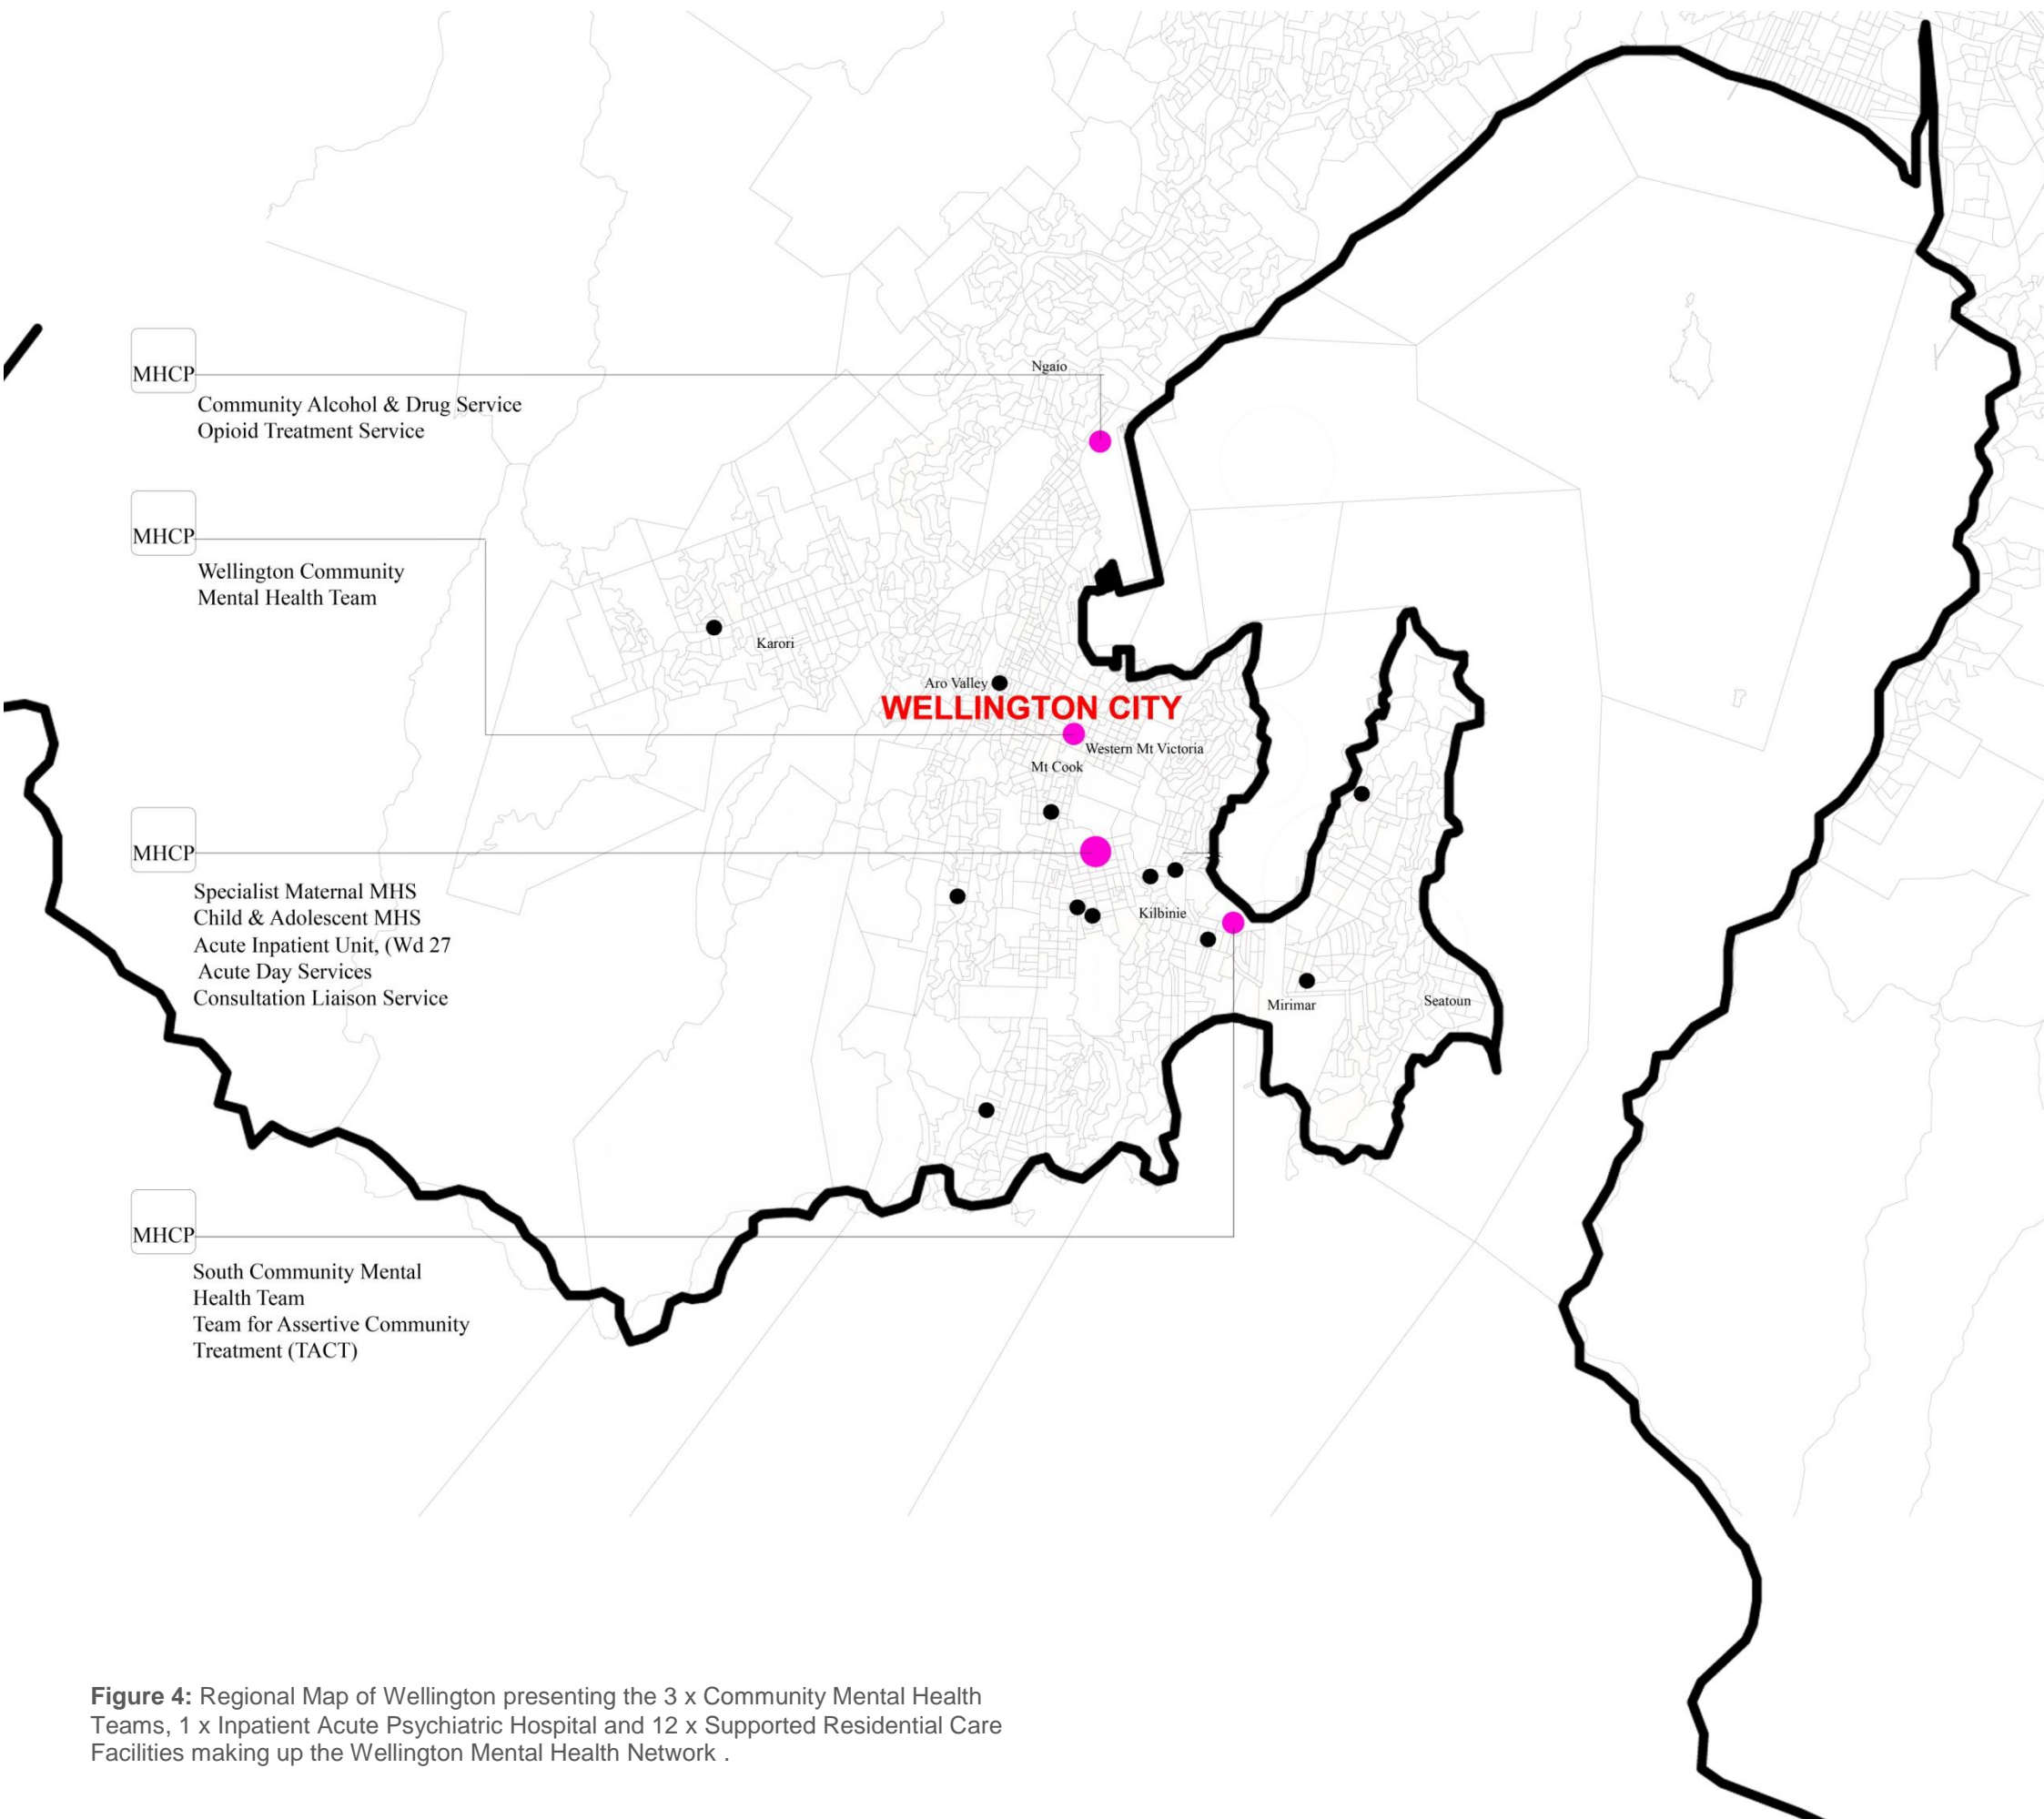 Ngaio
MHCP
Community Alcohol & Drug Service
Opioid Treatment Service
MHCP
Wellington Community
Mental Health Team
Karori
Aro Valley
WELLINGTON CITY
Western Mt Victoria
Mt Cook
MHCP
Specialist Maternal MHS
Child & Adolescent MHS
Acute Inpatient Unit, (Wd 27
Acute Day Services
Consultation Liaison Service
Kilbinie
Mirimar
Seatoun
MHCP
South Community Mental
Health Team
Team for Assertive Community
Treatment (TACT)
Figure 4: Regional Map of Wellington presenting the 3 x Community Mental Health
Teams, 1 x Inpatient Acute Psychiatric Hospital and 12 x Supported Residential Care
Facilities making up the Wellington Mental Health Network .